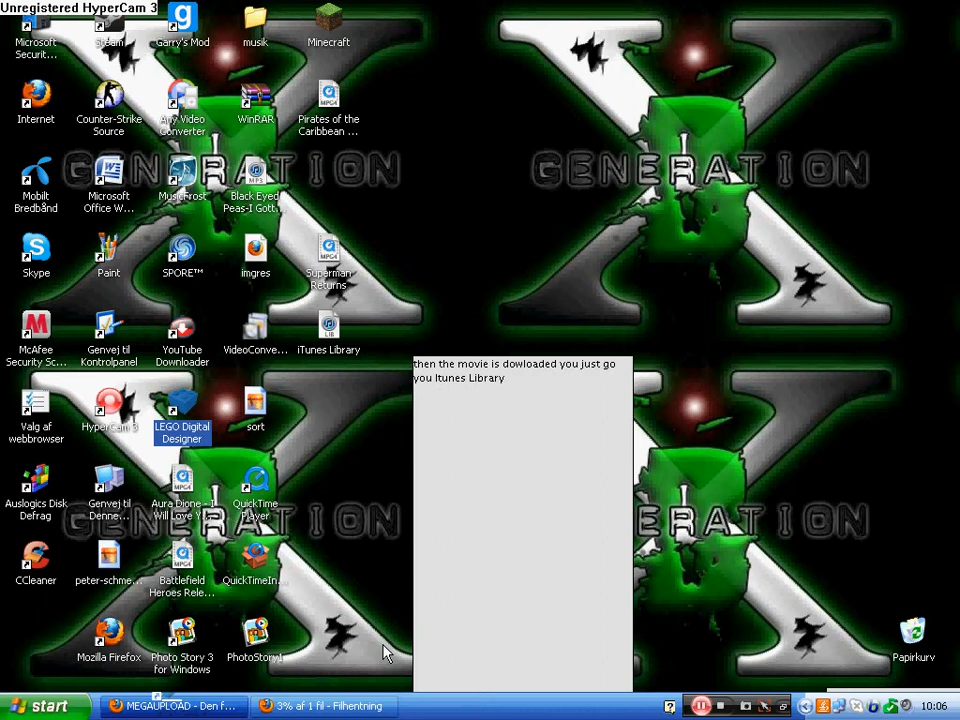 Unregistered HyperCam 3
Microsoft
Securit...
Steam
Garry's Mod
musik
Minecraft
Internet
Counter-Strike
Source
Any Video
Converter
WinRAR
Pirates of the
Caribbean ...
GENERATION
GENERATION
Mobilt
Bredbånd
Microsoft
Office W...
MusicFrost
Black Eyed
Peas-I Gott...
Skype
Paint
SPORE™
imgres
Superman
Returns
McAfee
Security Sc...
Genvej til
Kontrolpanel
YouTube
Downloader
VideoConve...
iTunes Library
then the movie is dowloaded you just go
you Itunes Library
Valg af
webbrowser
HyperCam 3
LEGO Digital
Designer
sort
Auslogics Disk
Defrag
Genvej til
Denne...
Aura Dione - I
Will Love Y...
QuickTime
Player
GENERATION
GENERATION
CCleaner
peter-schme...
Battlefield
Heroes Rele...
QuickTimeIn...
Mozilla Firefox
Photo Story 3
for Windows
PhotoStory1
Papirkurv
start
MEGAUPLOAD - Den f...
3% af 1 fil - Filhentning
10:06